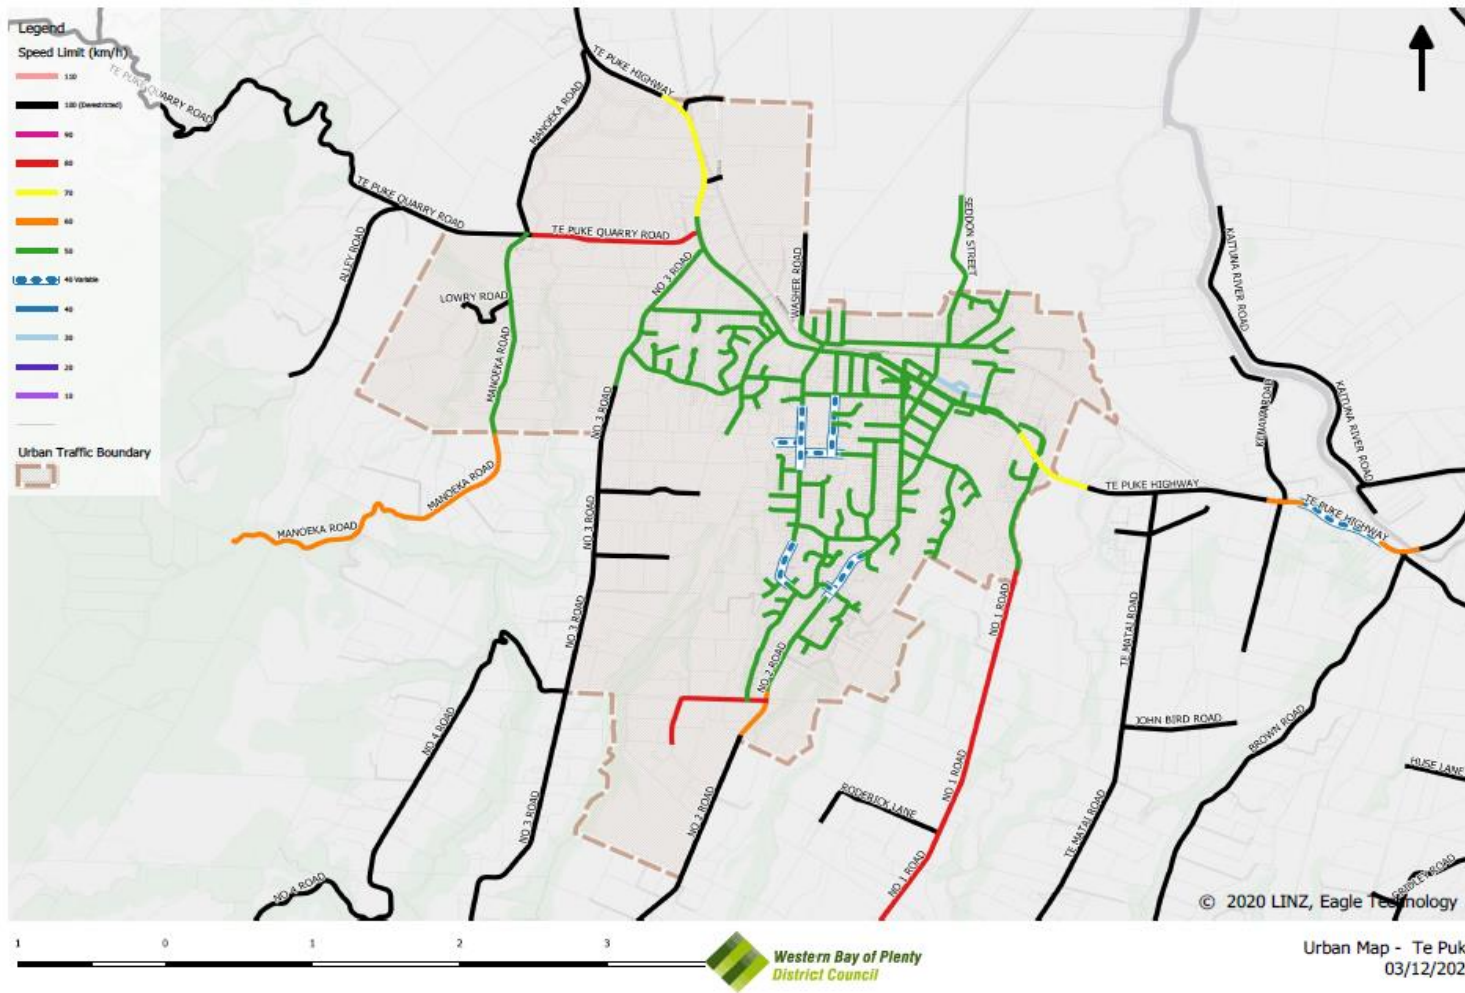 Legend
Speed Limit (km/h)
110
100 (Derestricted)
90
80
70
60
50
40 Variable
40
30
20
10
Urban Traffic Boundary
TE PUKE QUARRY ROAD
TE PUKE HIGHWAY
MANOEKA ROAD
TE PUKE QUARRY ROAD
TE PUKE QUARRY ROAD
ALLEY ROAD
LOWRY ROAD
NO 3 ROAD
WASHER ROAD
SEDDON STREET
KAITUNA RIVER ROAD
MANOEKA ROAD
NO 3 ROAD
KENANA ROAD
KAITUNA RIVER ROAD
MANOEKA ROAD
MANOEKA ROAD
NO 3 ROAD
TE PUKE HIGHWAY
TE PUKE HIGHWAY
NO 3 ROAD
NO 1 ROAD
TE MATAI ROAD
NO 2 ROAD
NO 4 ROAD
JOHN BIRD ROAD
BROWN ROAD
HUSE LANE
NO 1 ROAD
RODERICK LANE
NO 2 ROAD
NO 3 ROAD
TE MATAI ROAD
NO 4 ROAD
NO 1 ROAD
GRIDLEY ROAD
© 2020 LINZ, Eagle Technology
1 0 1 2 3
Western Bay of Plenty
District Council
Urban Map - Te Puk
03/12/202